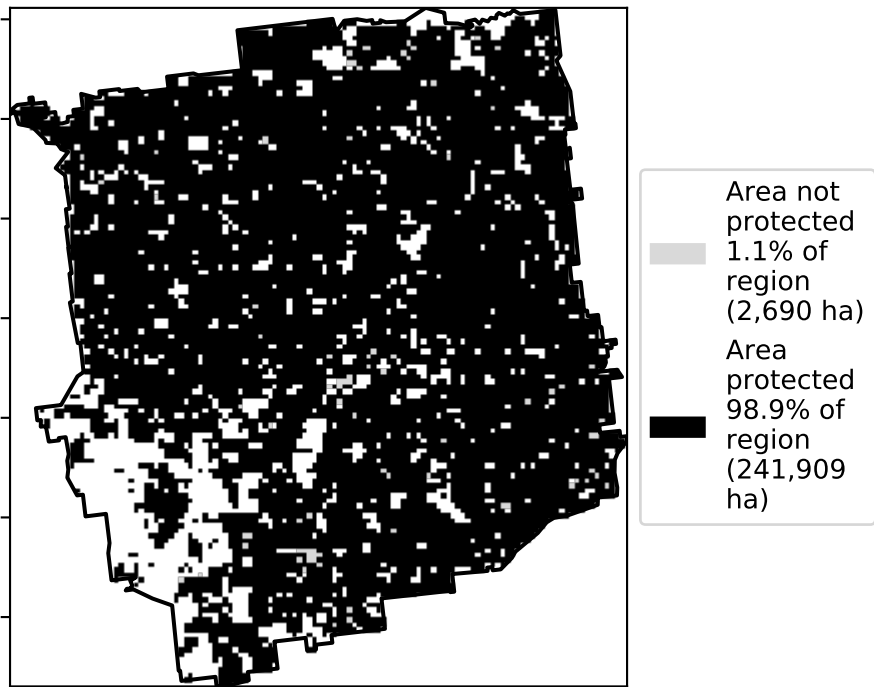 Area not
protected
1.1% of
region
(2,690 ha)
Area
protected
98.9% of
region
(241,909
ha)